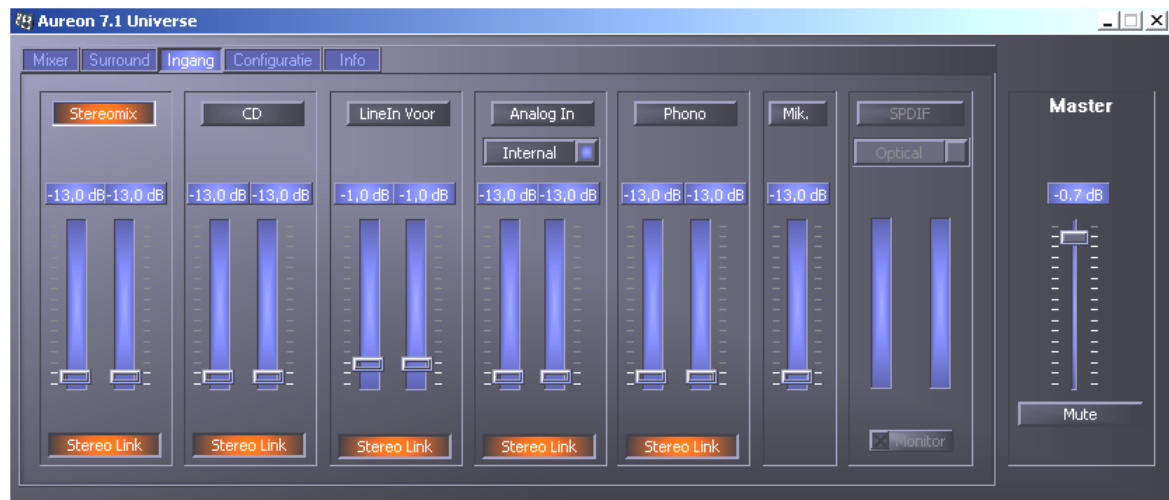 Aureon 7.1 Universe
Mixer Surround Ingang Configuratie Info
Stereomix CD LineIn Voor Analog In Phono Mik. SPDIF Master
Internal Optical
-13,0 dB -13,0 dB -13,0 dB -13,0 dB -1,0 dB -1,0 dB -13,0 dB -13,0 dB -13,0 dB -13,0 dB -13,0 dB -0.7 dB
Mute
Stereo Link Stereo Link Stereo Link Stereo Link Stereo Link Monitor